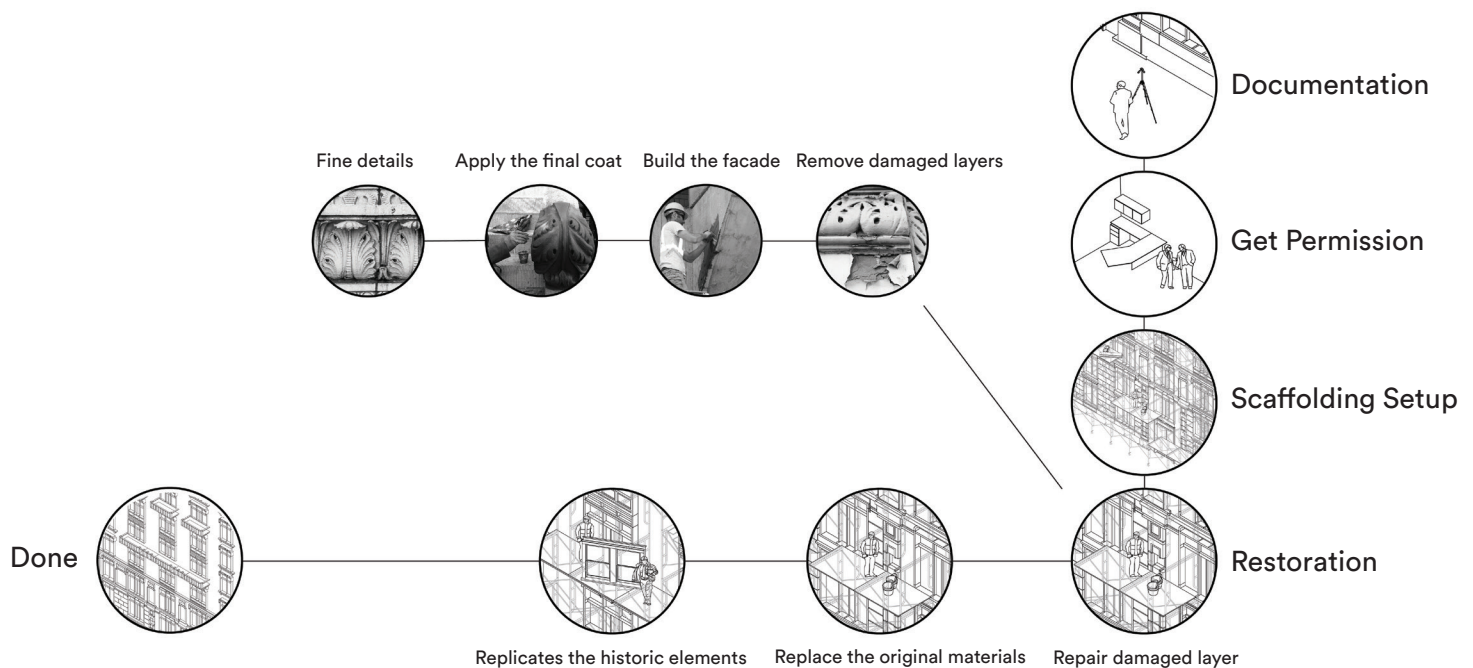 Documentation
Fine details
Apply the final coat
Build the facade
Remove damaged layers
Get Permission
Scaffolding Setup
Done
Restoration
Replicates the historic elements
Replace the original materials
Repair damaged layer